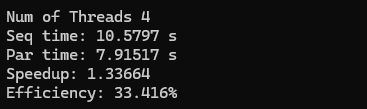 Num of Threads 4
Seq time: 10.5797 s
Par time: 7.91517 s
Speedup: 1.33664
Efficiency: 33.416%